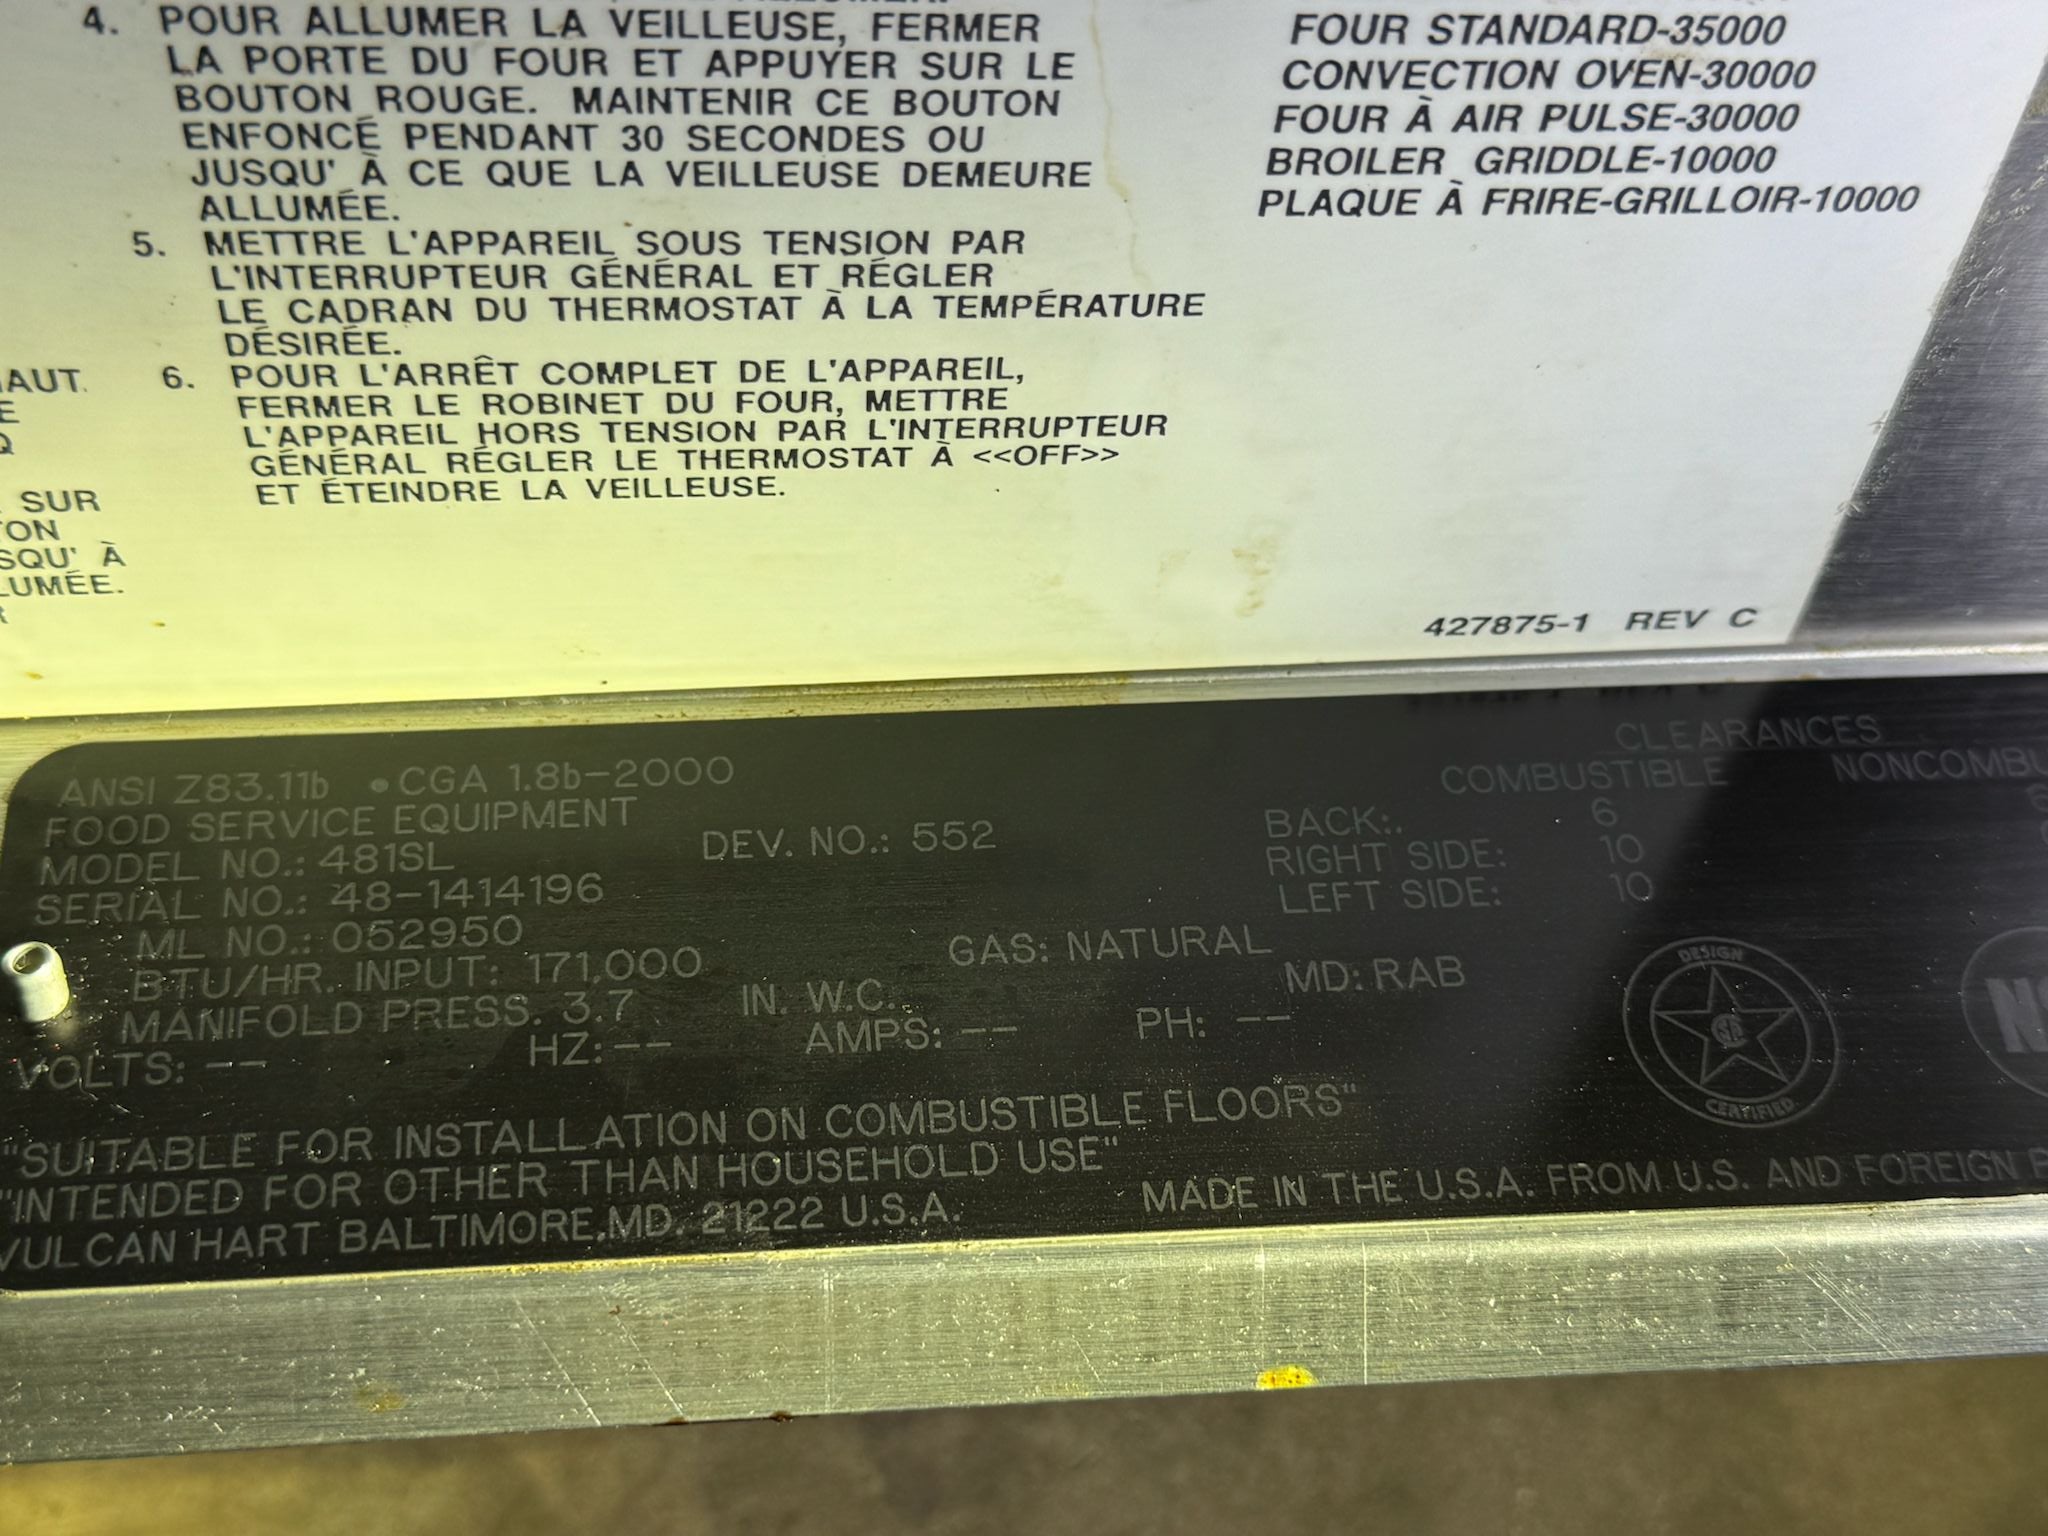 4. POUR ALLUMER LA VEILLEUSE, FERMER
LA PORTE DU FOUR ET APPUYER SUR LE
BOUTON ROUGE. MAINTENIR CE BOUTON
ENFONCÉ PENDANT 30 SECONDES OU
JUSQU' À CE QUE LA VEILLEUSE DEMEURE
ALLUMÉE.
5. METTRE L'APPAREIL SOUS TENSION PAR
L'INTERRUPTEUR GÉNÉRAL ET RÉGLER
LE CADRAN DU THERMOSTAT À LA TEMPÉRATURE
DÉSIRÉE.
6. POUR L'ARRÊT COMPLET DE L'APPAREIL,
FERMER LE ROBINET DU FOUR, METTRE
L'APPAREIL HORS TENSION PAR L'INTERRUPTEUR
GÉNÉRAL RÉGLER LE THERMOSTAT À <<OFF>>
ET ÉTEINDRE LA VEILLEUSE.
SUR
FOUR STANDARD-35000
CONVECTION OVEN-30000
FOUR À AIR PULSE-30000
BROILER GRIDDLE-10000
PLAQUE À FRIRE-GRILLOIR-10000
427875-1 REV C
ANSI Z83.11b • CGA 1.8b-2000
FOOD SERVICE EQUIPMENT
MODEL NO.: 481SL DEV. NO.: 552
SERIAL NO.: 48-1414196
ML NO.: 052950
BTU/HR. INPUT: 171,000 GAS: NATURAL
MANIFOLD PRESS. 3.7 IN. W.C. MD: RAB
VOLTS: -- HZ: -- AMPS: -- PH: --
"SUITABLE FOR INSTALLATION ON COMBUSTIBLE FLOORS"
"INTENDED FOR OTHER THAN HOUSEHOLD USE"
VULCAN HART BALTIMORE, MD. 21222 U.S.A.
MADE IN THE U.S.A. FROM U.S. AND FOREIGN
CLEARANCES
COMBUSTIBLE
BACK: 6
RIGHT SIDE: 10
LEFT SIDE: 10
DESIGN
CERTIFIED